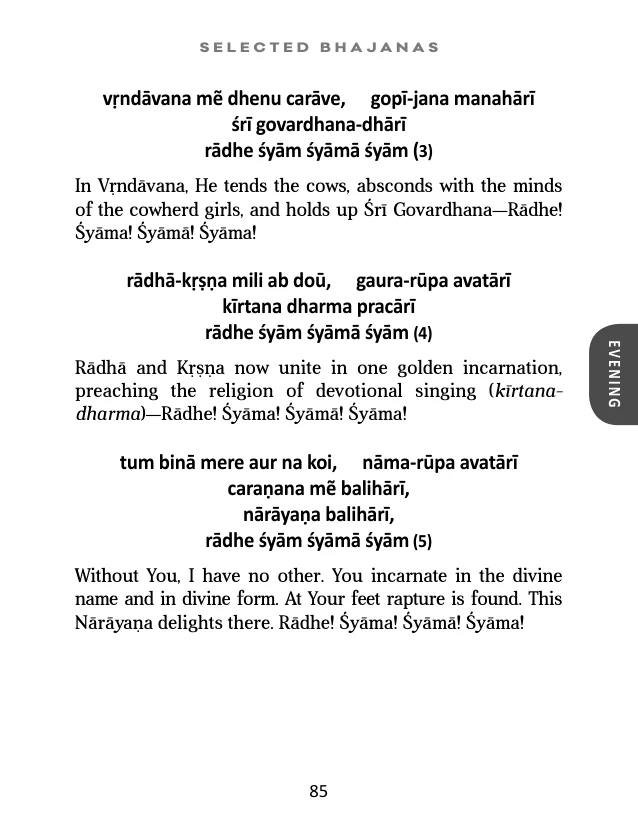 SELECTED BHAJANAS
vṛndāvana mẽ dhenu carāve, gopī-jana manahārī
śrī govardhana-dhārī
rādhe śyām śyāmā śyām (3)
In Vṛndāvana, He tends the cows, absconds with the minds
of the cowherd girls, and holds up Śrī Govardhana—Rādhe!
Śyāma! Śyāmā! Śyāma!
rādhā-kṛṣṇa mili ab doū, gaura-rūpa avatārī
kīrtana dharma pracārī
rādhe śyām śyāmā śyām (4)
Rādhā and Kṛṣṇa now unite in one golden incarnation,
preaching the religion of devotional singing (kīrtana-
dharma)—Rādhe! Śyāma! Śyāmā! Śyāma!
EVENING
tum binā mere aur na koi, nāma-rūpa avatārī
caraṇana mẽ balihārī,
nārāyaṇa balihārī,
rādhe śyām śyāmā śyām (5)
Without You, I have no other. You incarnate in the divine
name and in divine form. At Your feet rapture is found. This
Nārāyaṇa delights there. Rādhe! Śyāma! Śyāmā! Śyāma!
85